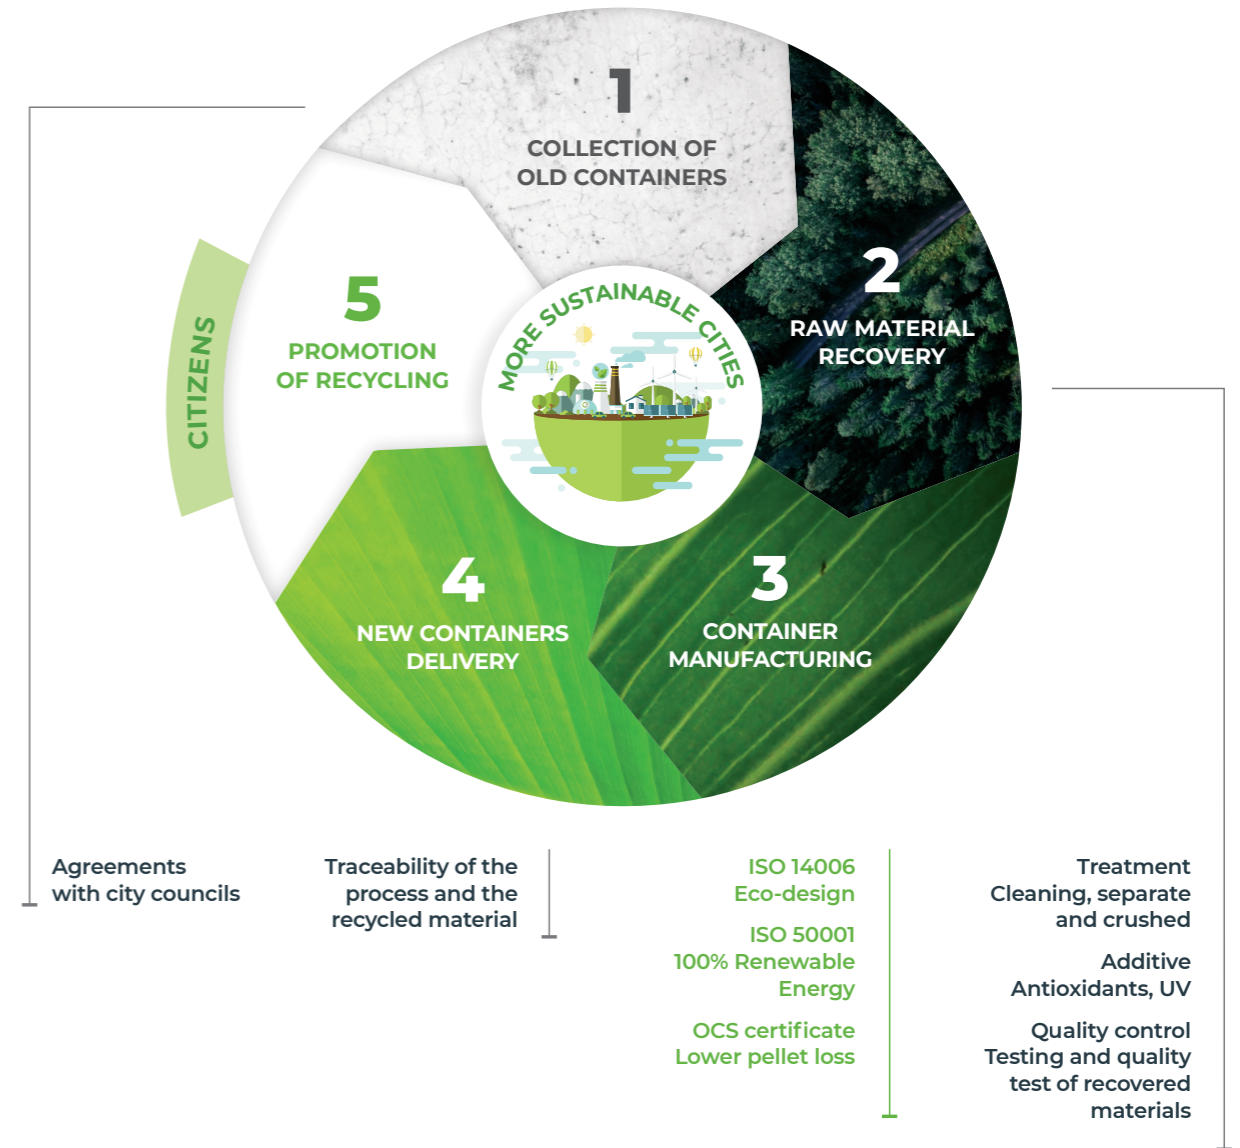 1
COLLECTION OF
OLD CONTAINERS
2
RAW MATERIAL
RECOVERY
3
CONTAINER
MANUFACTURING
4
NEW CONTAINERS
DELIVERY
5
PROMOTION
OF RECYCLING
CITIZENS
MORE SUSTAINABLE CITIES
Agreements
with city councils
Traceability of the
process and the
recycled material
ISO 14006
Eco-design
ISO 50001
100% Renewable
Energy
OCS certificate
Lower pellet loss
Treatment
Cleaning, separate
and crushed
Additive
Antioxidants, UV
Quality control
Testing and quality
test of recovered
materials